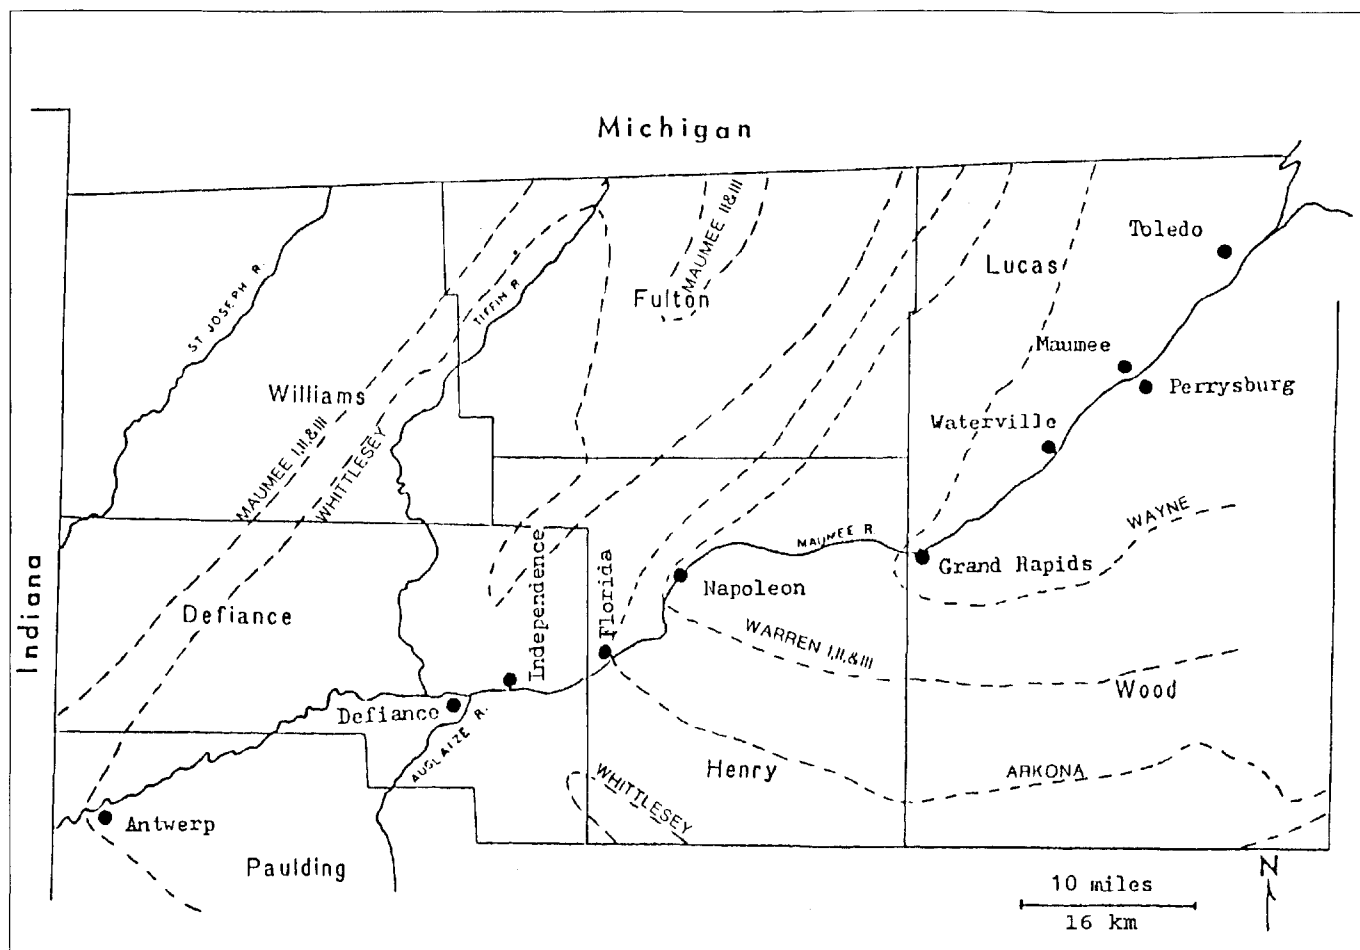 Michigan
Toledo
Lucas
ST JOSEPH R.
TIFFIN R.
MAUMEE II&III
Fulton
Maumee
Perrysburg
Williams
Waterville
MAUMEE I,II,&III
WHITTLESEY
WAYNE
MAUMEE R.
Grand Rapids
Independence
Florida
Napoleon
Defiance
Indiana
WARREN I,II,&III
Wood
Defiance
AUGLAIZE R.
Henry
ARKONA
WHITTLESEY
Antwerp
Paulding
N
10 miles
16 km